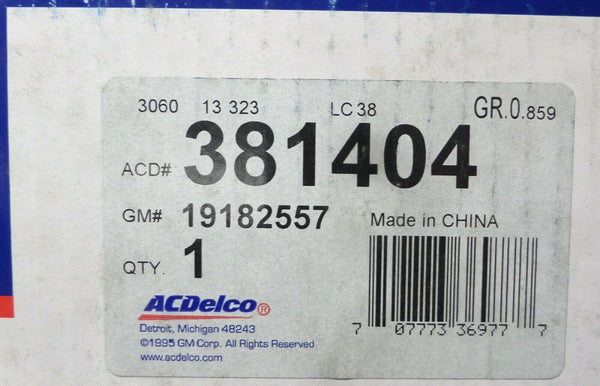 3060 13 323 LC 38 GR.0.859
ACD# 381404
GM# 19182557 Made in CHINA
QTY. 1
ACDelco®
Detroit, Michigan 48243
©1995 GM Corp. All Rights Reserved
www.acdelco.com
7 07773 36977 7